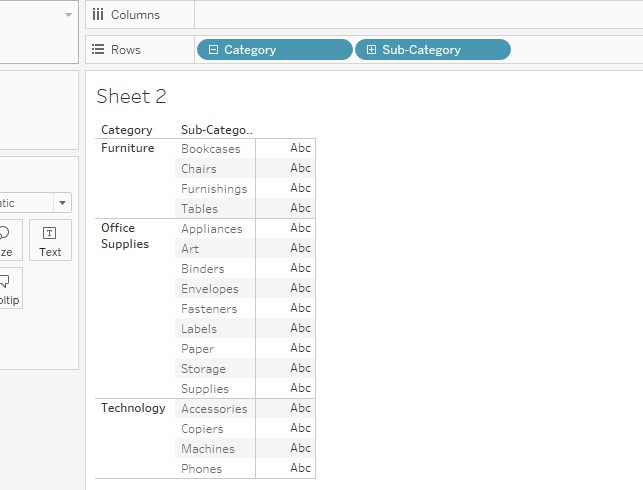 Columns
Rows Category Sub-Category
Sheet 2
Category Sub-Catego..
Furniture Bookcases Abc
Chairs Abc
Furnishings Abc
Tables Abc
Office Supplies Appliances Abc
Art Abc
Binders Abc
Envelopes Abc
Fasteners Abc
Labels Abc
Paper Abc
Storage Abc
Supplies Abc
Technology Accessories Abc
Copiers Abc
Machines Abc
Phones Abc
atic
ze Text
oltip